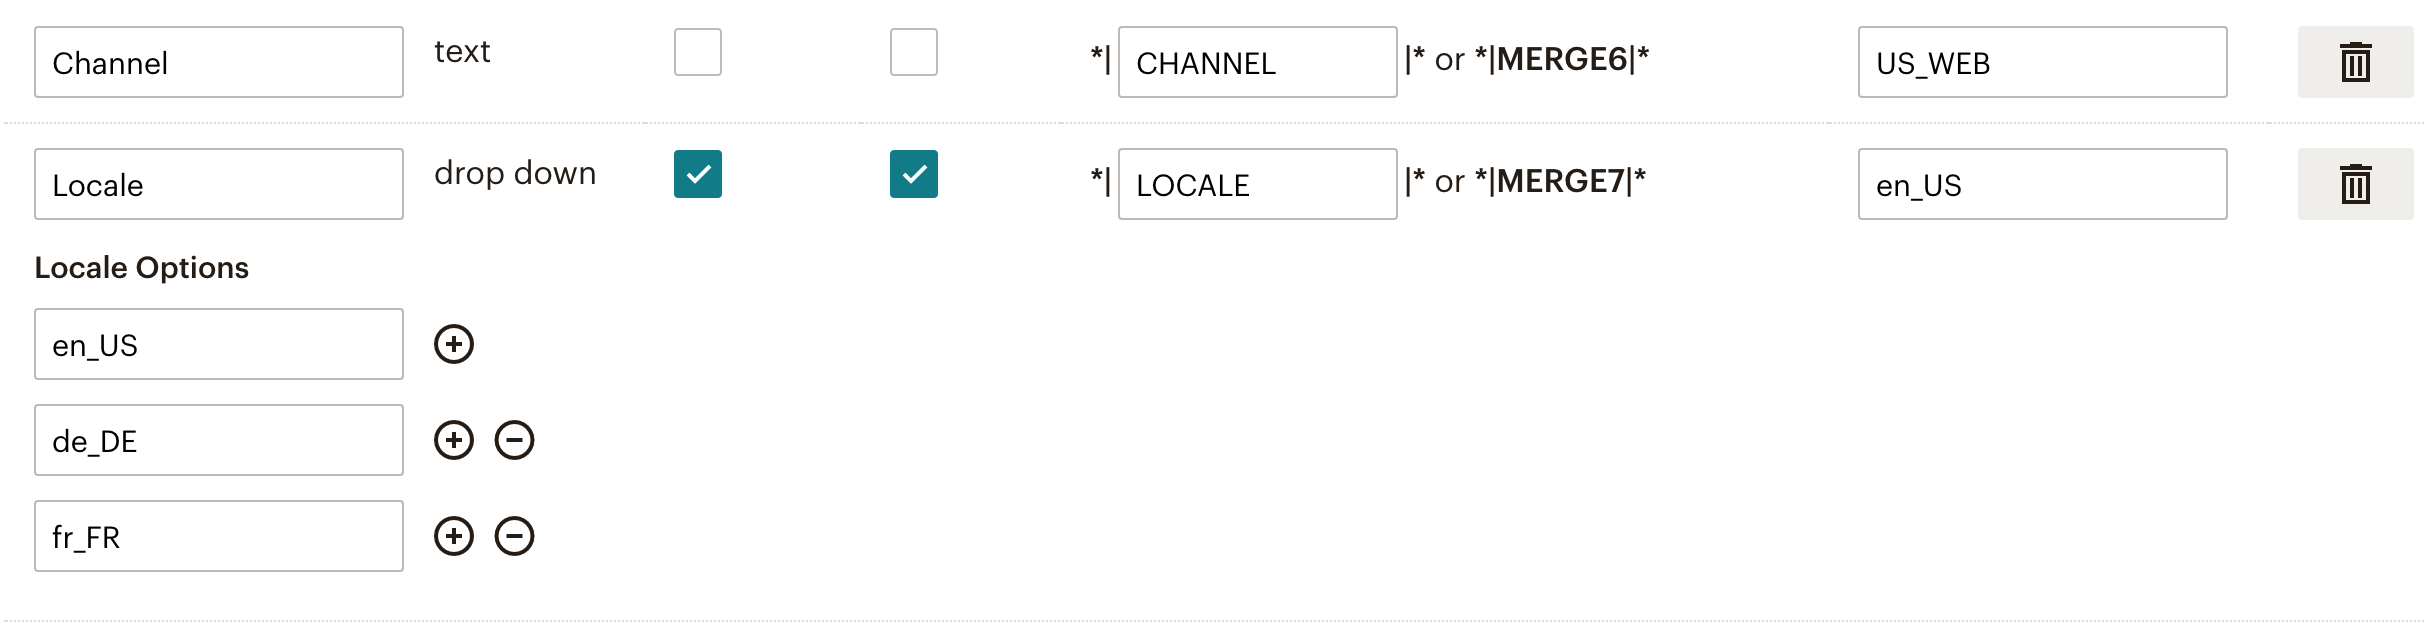 Channel text *| CHANNEL |* or *|MERGE6|* US_WEB
Locale drop down *| LOCALE |* or *|MERGE7|* en_US
Locale Options
en_US
de_DE
fr_FR